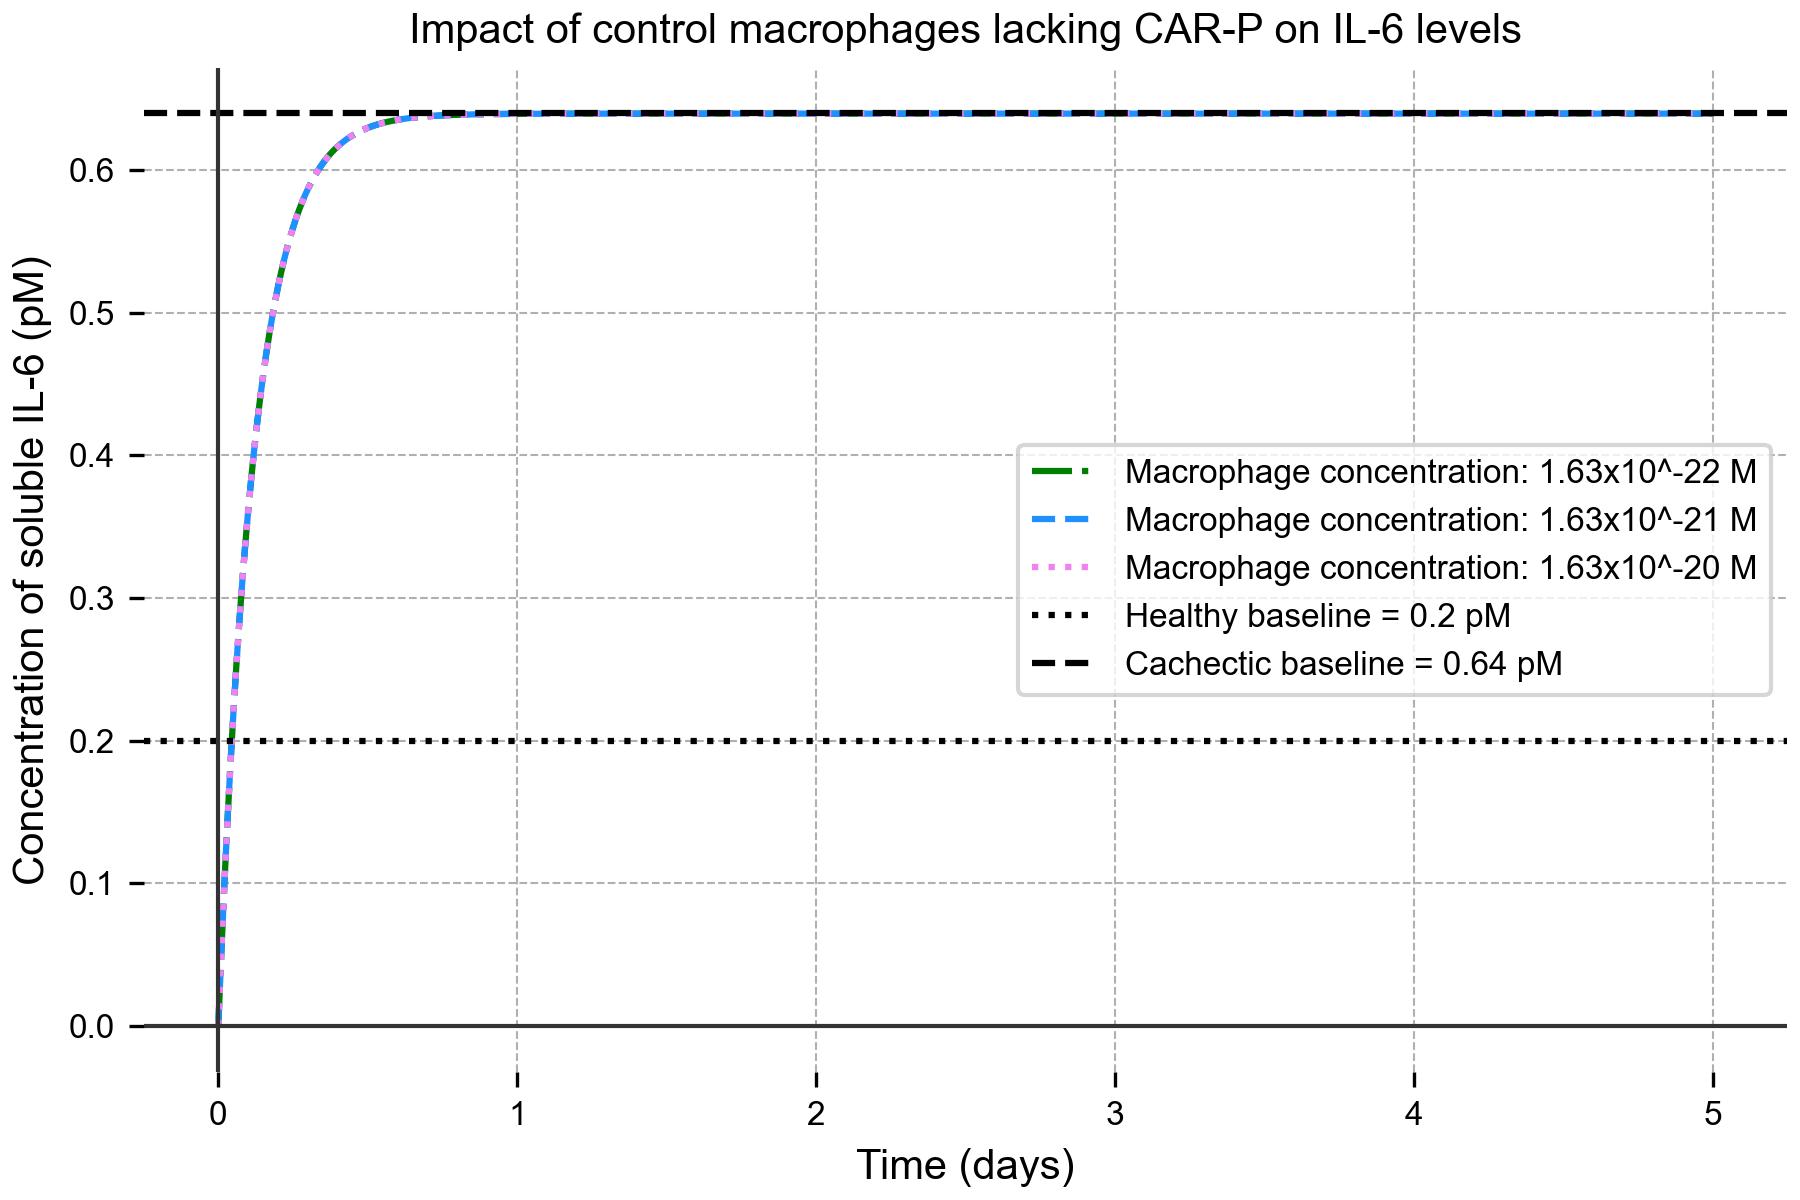 Impact of control macrophages lacking CAR-P on IL-6 levels
Concentration of soluble IL-6 (pM)
0.6
0.5
0.4
0.3
0.2
0.1
0.0
Macrophage concentration: 1.63x10^-22 M
Macrophage concentration: 1.63x10^-21 M
Macrophage concentration: 1.63x10^-20 M
Healthy baseline = 0.2 pM
Cachectic baseline = 0.64 pM
0 1 2 3 4 5
Time (days)